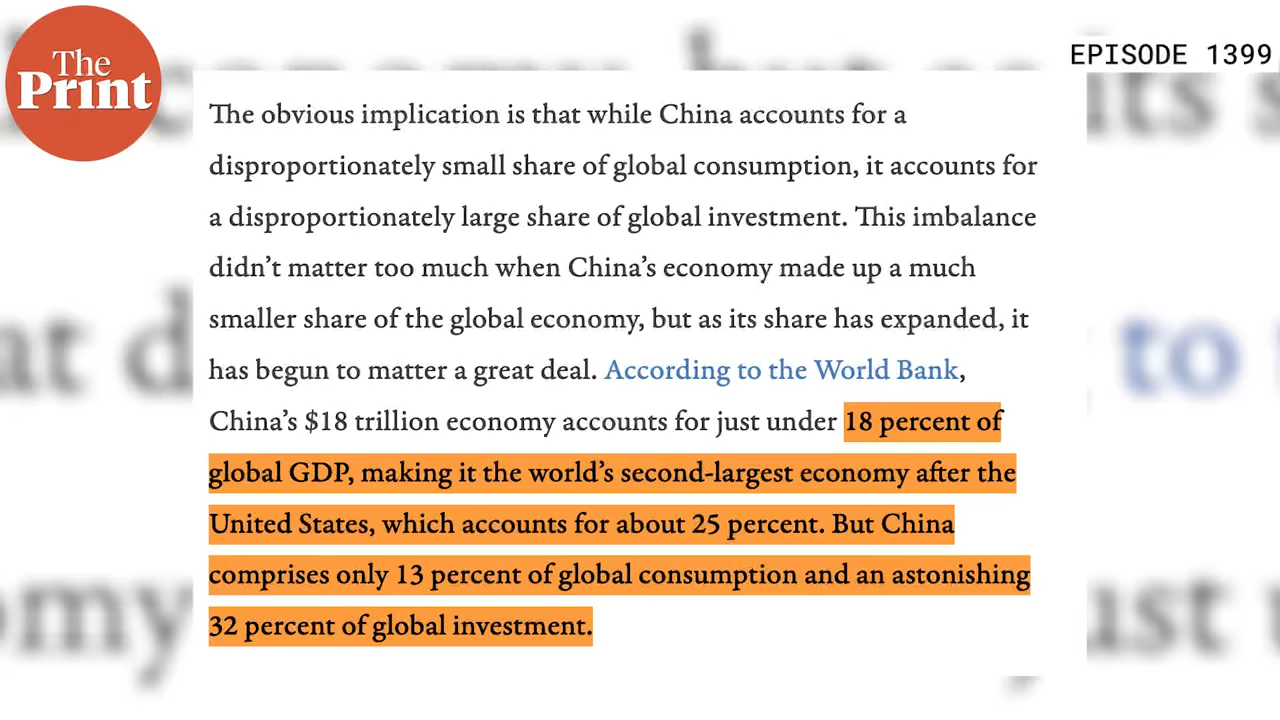 The Print
EPISODE 1399
The obvious implication is that while China accounts for a
disproportionately small share of global consumption, it accounts for
a disproportionately large share of global investment. This imbalance
didn’t matter too much when China’s economy made up a much
smaller share of the global economy, but as its share has expanded, it
has begun to matter a great deal. According to the World Bank,
China’s $18 trillion economy accounts for just under 18 percent of
global GDP, making it the world’s second-largest economy after the
United States, which accounts for about 25 percent. But China
comprises only 13 percent of global consumption and an astonishing
32 percent of global investment.